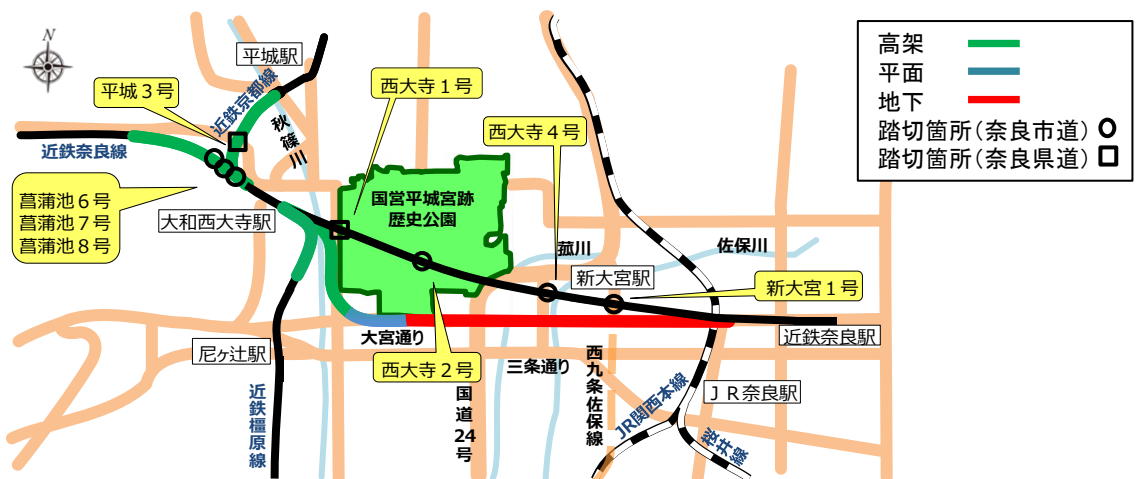 N
平城駅
高架
平面
地下
踏切箇所(奈良市道)
踏切箇所(奈良県道)
平城3号
近鉄京都線
西大寺1号
秋篠川
西大寺4号
近鉄奈良線
菖蒲池6号
菖蒲池7号
菖蒲池8号
大和西大寺駅
国営平城宮跡
歴史公園
菰川
佐保川
新大宮駅
新大宮1号
大宮通り
近鉄奈良駅
尼ヶ辻駅
西大寺2号
三条通り
西九条佐保線
近鉄橿原線
国道24号
JR関西本線
JR奈良駅
桜井線